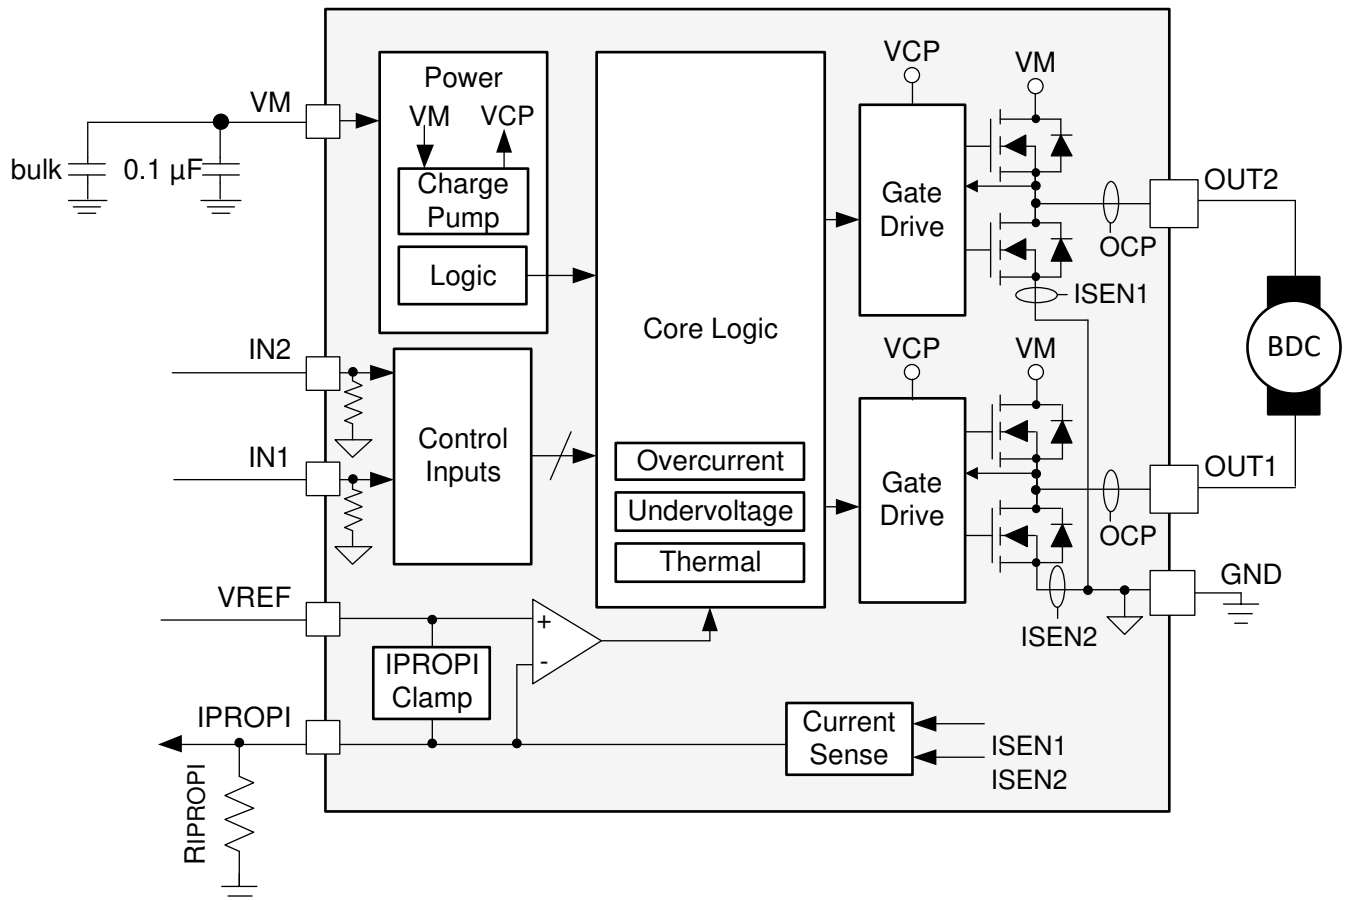 VM
bulk
0.1 µF
Power
VM
VCP
Charge
Pump
Logic
IN2
IN1
Control
Inputs
Core Logic
Overcurrent
Undervoltage
Thermal
VCP
VM
Gate
Drive
OCP
ISEN1
OUT2
BDC
VCP
VM
Gate
Drive
OCP
ISEN2
OUT1
GND
VREF
+
-
IPROPI
Clamp
IPROPI
RIPROPI
Current
Sense
ISEN1
ISEN2